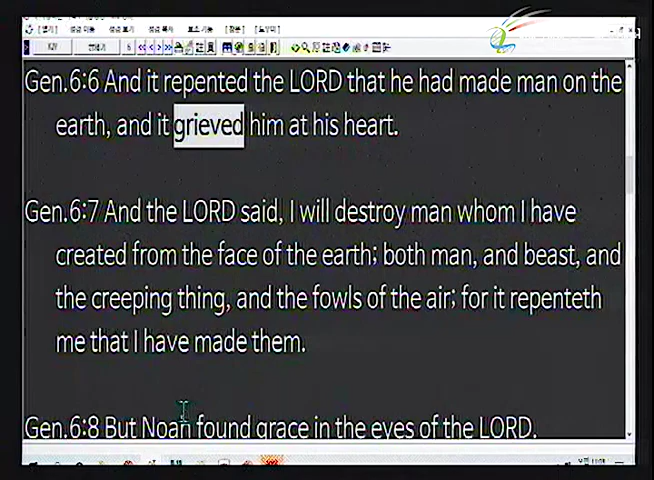 KJV
Gen.6:6 And it repented the LORD that he had made man on the
earth, and it grieved him at his heart.
Gen.6:7 And the LORD said, I will destroy man whom I have
created from the face of the earth; both man, and beast, and
the creeping thing, and the fowls of the air; for it repenteth
me that I have made them.
Gen.6:8 But Noah found grace in the eyes of the LORD.